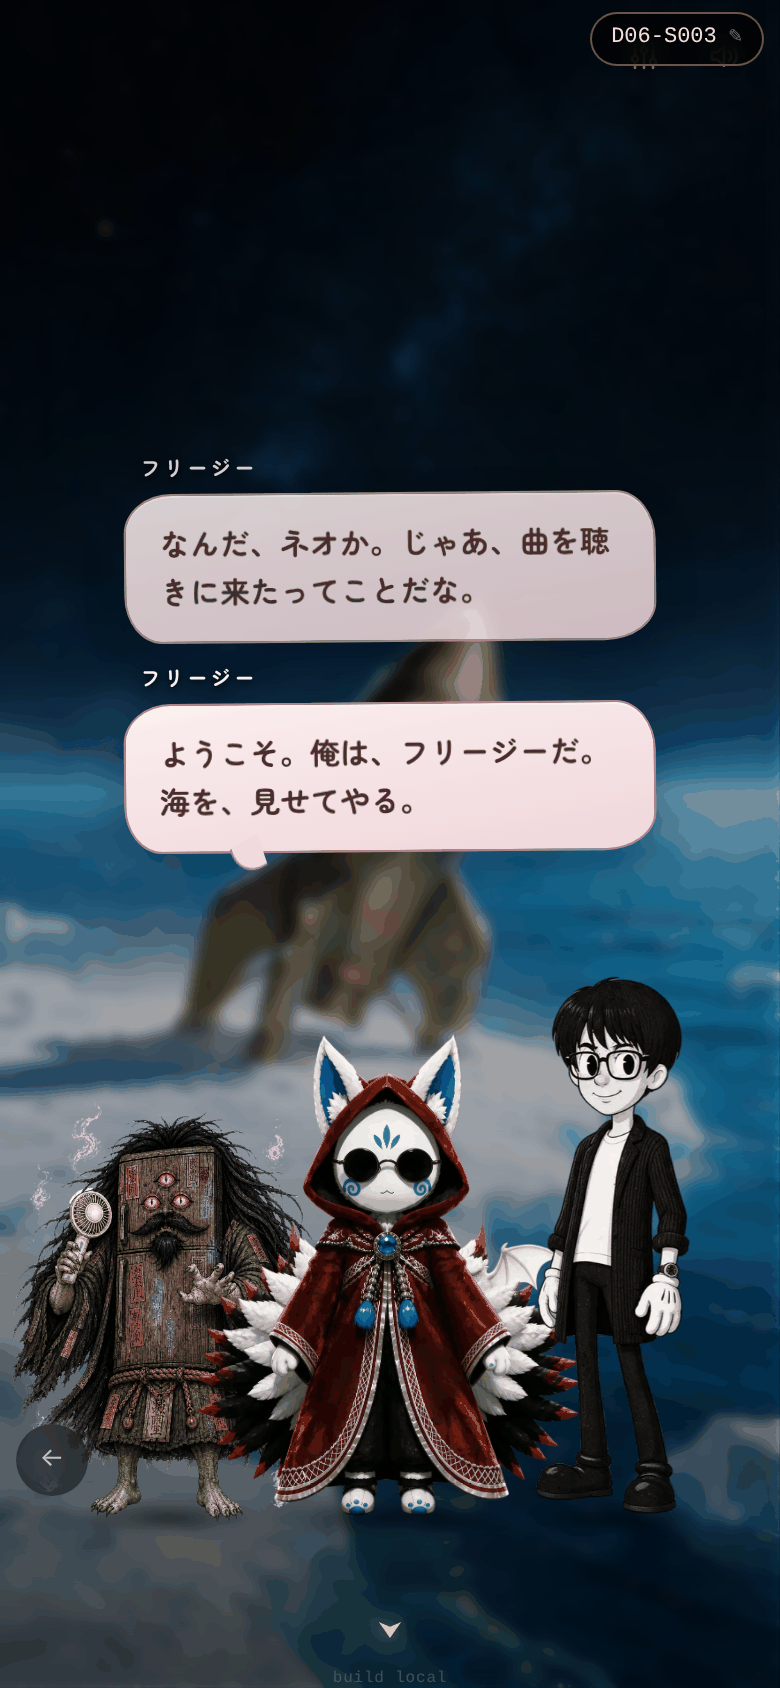 D06-S003 ✎
フリージー
なんだ、ネオか。じゃあ、曲を聴
きに来たってことだな。
フリージー
ようこそ。俺は、フリージーだ。
海を、見せてやる。
build local